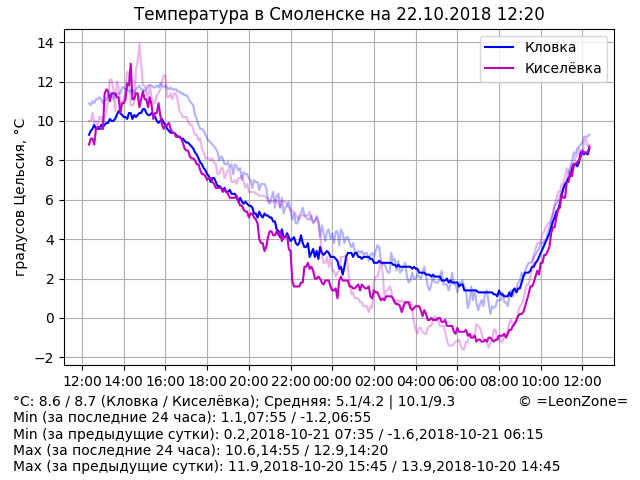 Температура в Смоленске на 22.10.2018 12:20
Кловка
Киселёвка
градусов Цельсия, °C
14
12
10
8
6
4
2
0
−2
12:00 14:00 16:00 18:00 20:00 22:00 00:00 02:00 04:00 06:00 08:00 10:00 12:00
°C: 8.6 / 8.7 (Кловка / Киселёвка); Средняя: 5.1/4.2 | 10.1/9.3 © =LeonZone=
Min (за последние 24 часа): 1.1,07:55 / -1.2,06:55
Min (за предыдущие сутки): 0.2,2018-10-21 07:35 / -1.6,2018-10-21 06:15
Max (за последние 24 часа): 10.6,14:55 / 12.9,14:20
Max (за предыдущие сутки): 11.9,2018-10-20 15:45 / 13.9,2018-10-20 14:45